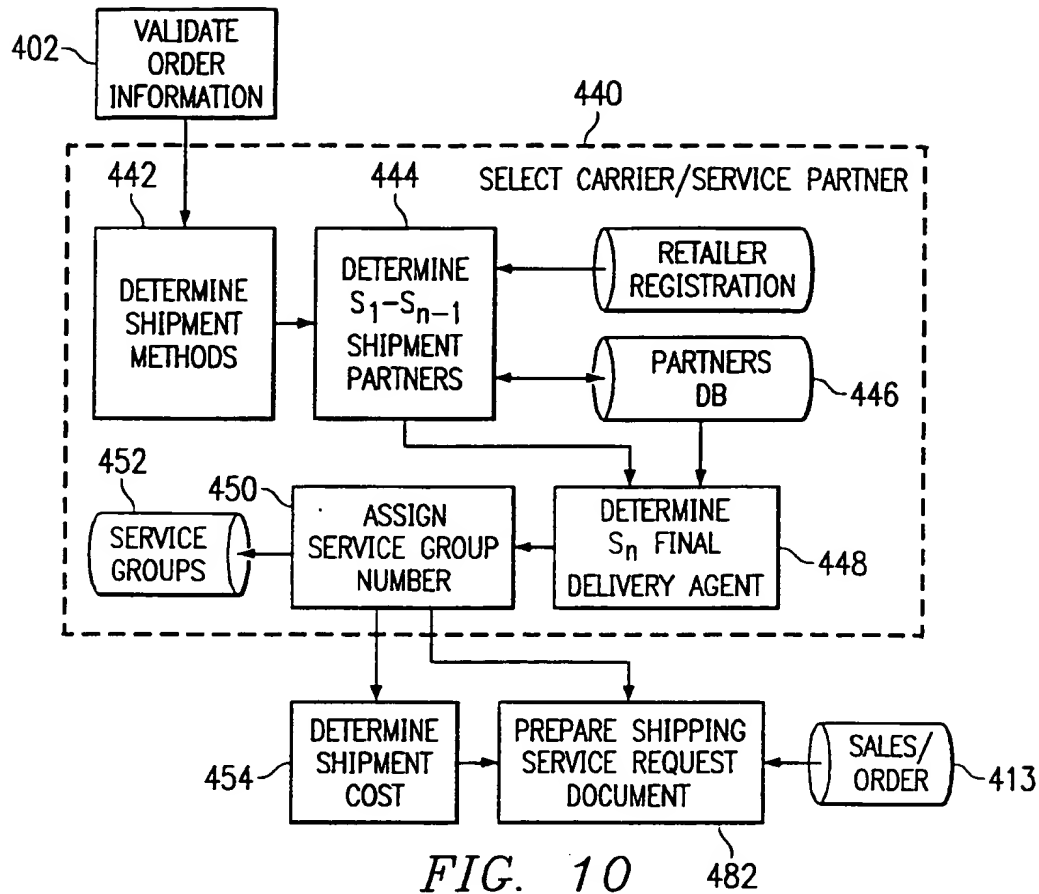 402
VALIDATE
ORDER
INFORMATION
440
SELECT CARRIER/SERVICE PARTNER
442
DETERMINE
SHIPMENT
METHODS
444
DETERMINE
S1-Sn-1
SHIPMENT
PARTNERS
RETAILER
REGISTRATION
PARTNERS
DB
446
452
SERVICE
GROUPS
450
ASSIGN
SERVICE GROUP
NUMBER
DETERMINE
Sn FINAL
DELIVERY AGENT
448
454
DETERMINE
SHIPMENT
COST
PREPARE SHIPPING
SERVICE REQUEST
DOCUMENT
482
SALES/
ORDER
413
FIG. 10